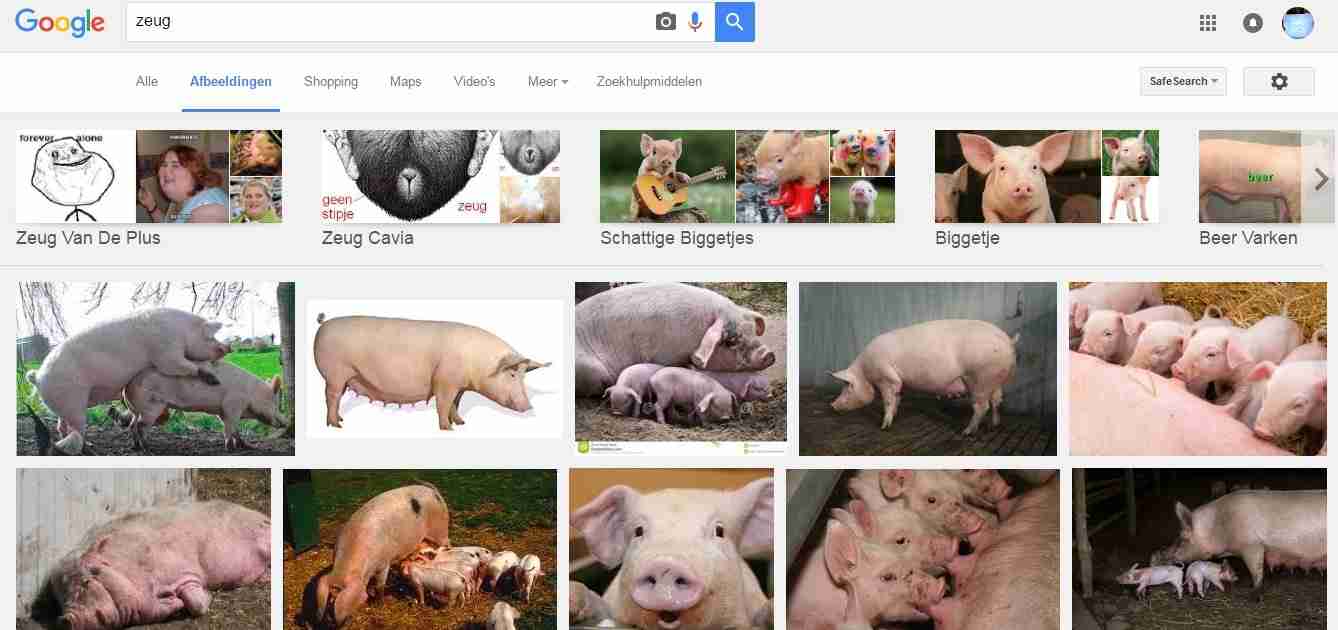 Google
zeug
Alle Afbeeldingen Shopping Maps Video's Meer Zoekhulpmiddelen
SafeSearch
forever alone
geen
stipje
zeug
beer
Zeug Van De Plus
Zeug Cavia
Schattige Biggetjes
Biggetje
Beer Varken